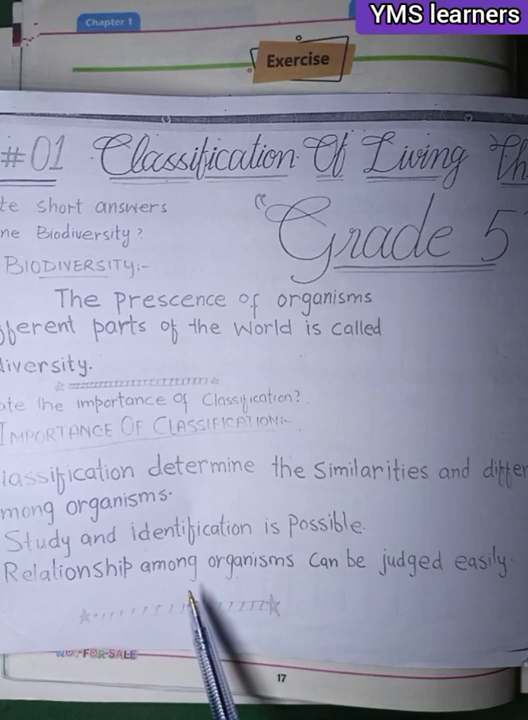 YMS learners
Chapter 1
Exercise
#01 Classification Of Living Th
te short answers
ne Biodiversity?
"Grade 5
BIODIVERSITY:-
The Prescence of organisms
fferent parts of the World is called
diversity.
ate the importance of Classification?
IMPORTANCE OF CLASSIFICATION:-
lassification determine the Similarities and differ
mong organisms.
Study and identification is Possible.
Relationship among organisms Can be judged easily.
NOT-FOR-SALE
17